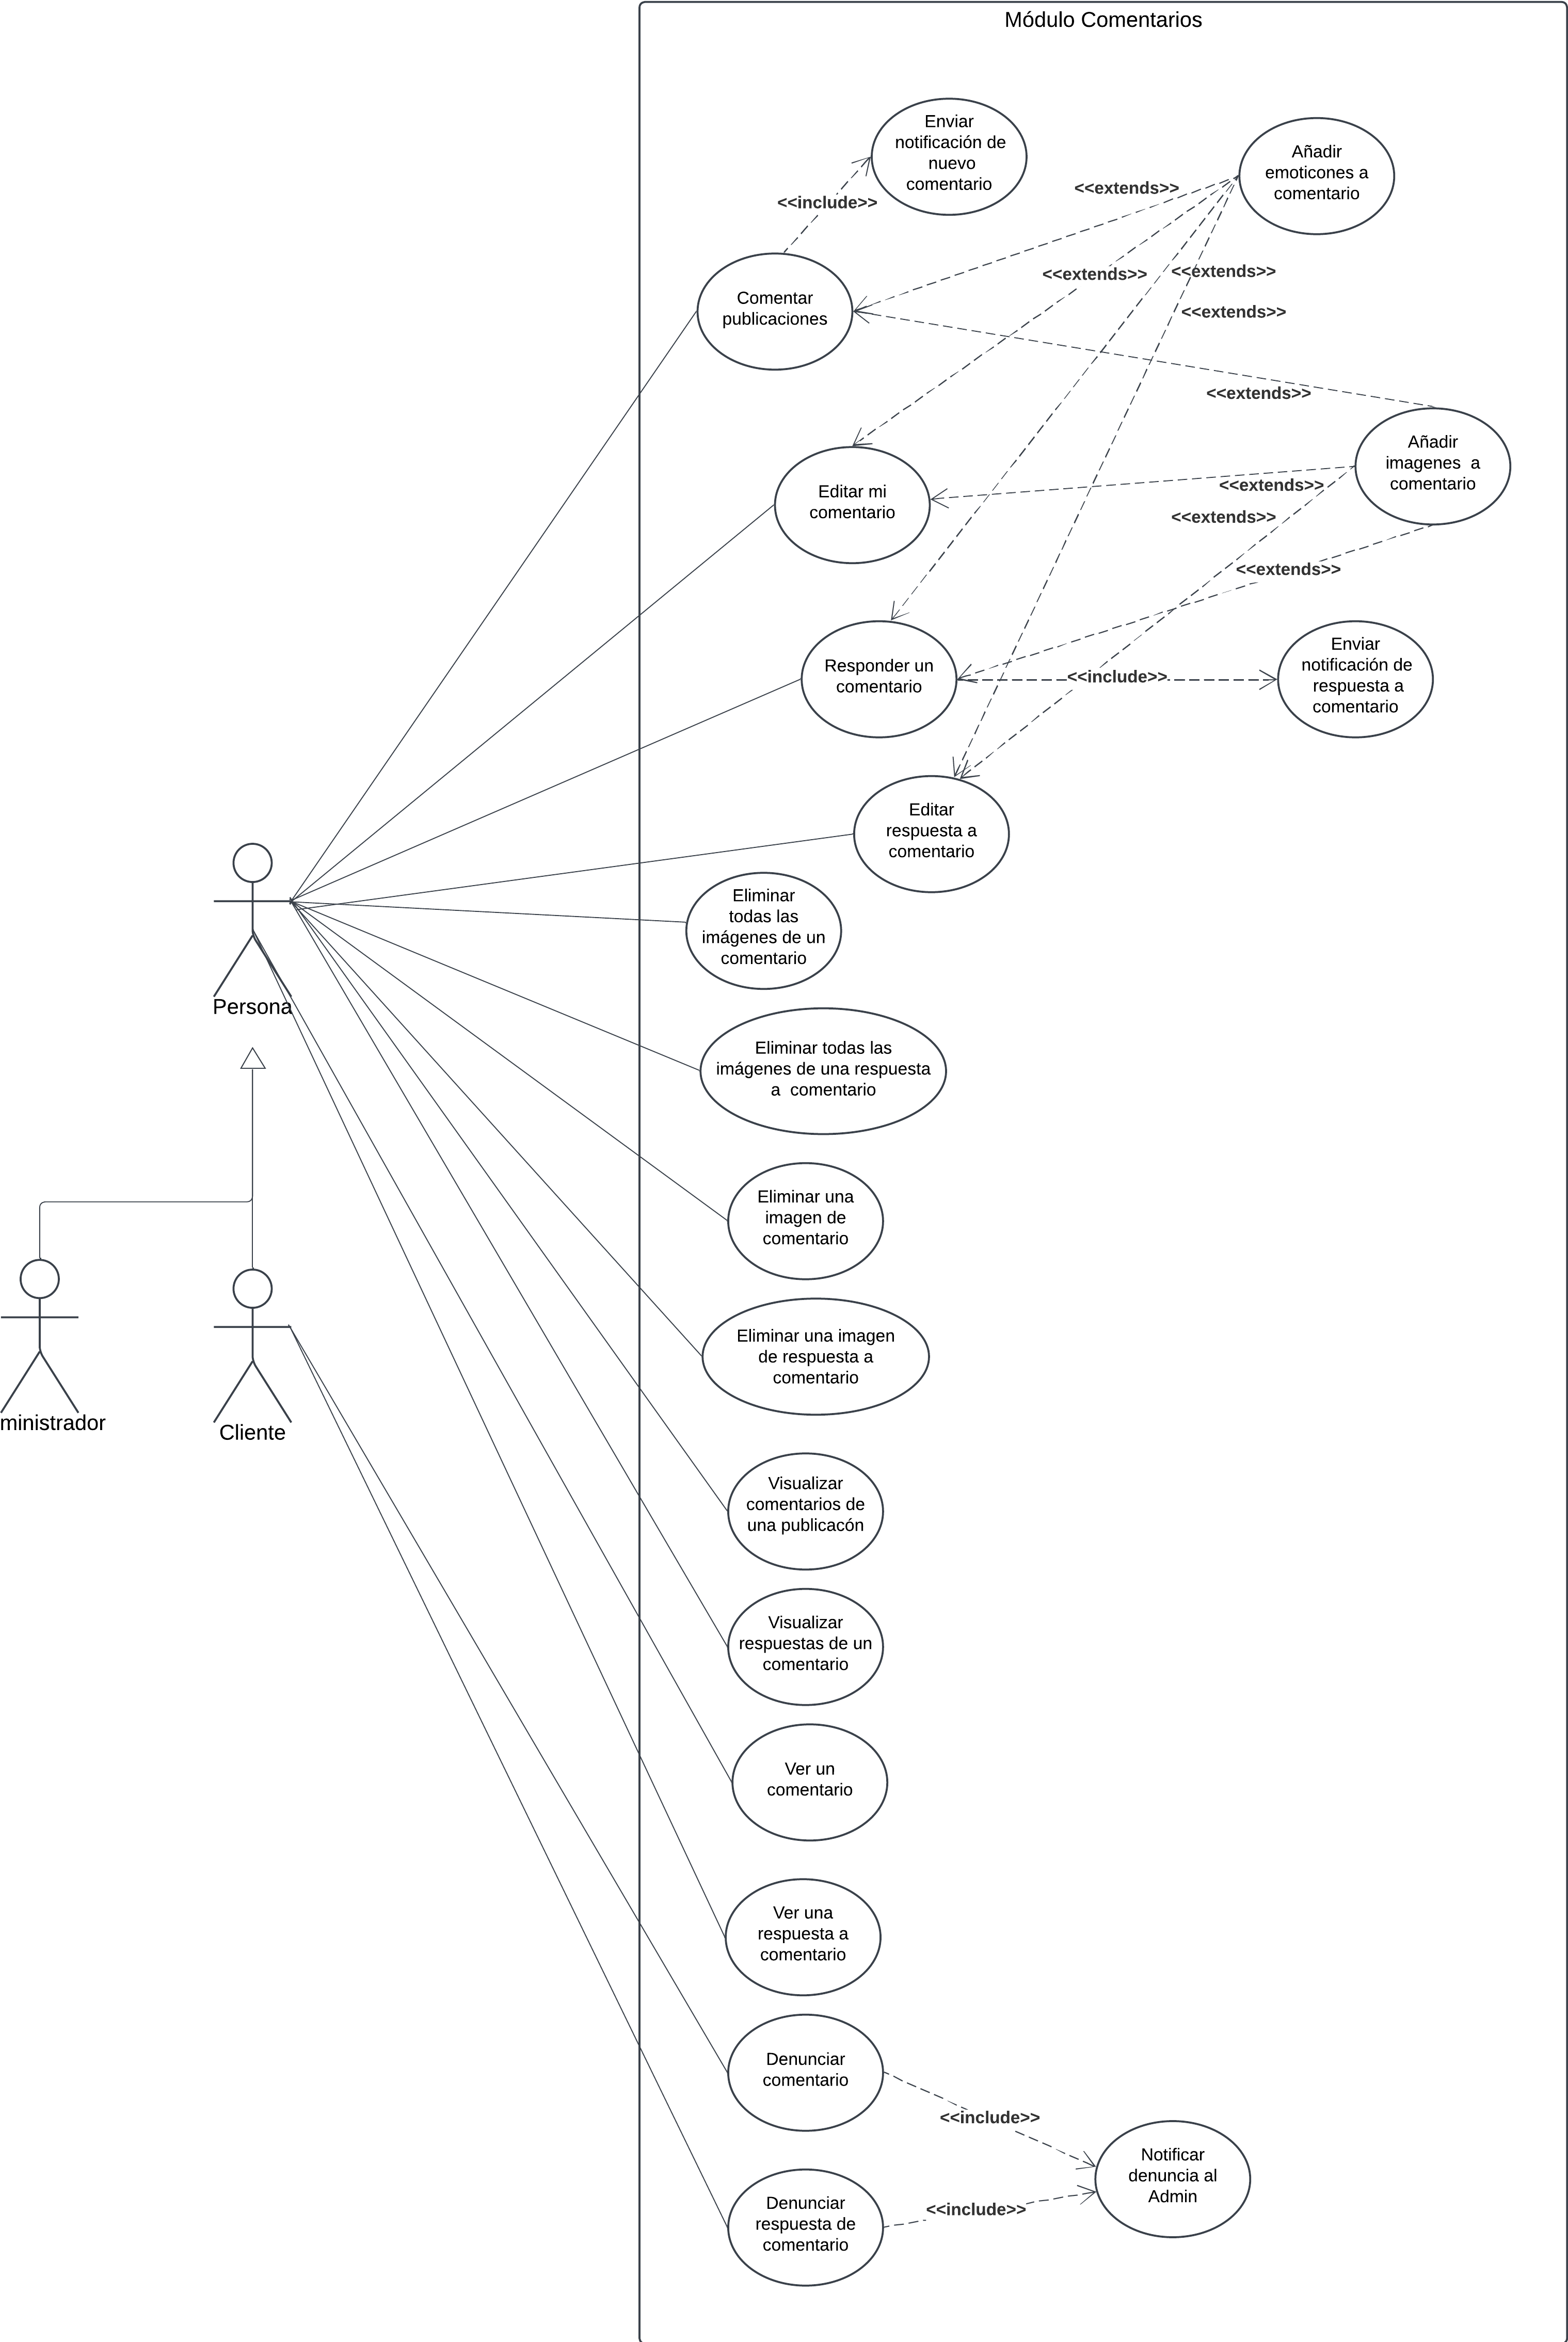 Módulo Comentarios
Enviar
notificación de
nuevo
comentario
Añadir
emoticones a
comentario
<<extends>>
<<include>>
<<extends>>
<<extends>>
Comentar
publicaciones
<<extends>>
<<extends>>
Añadir
imagenes a
comentario
Editar mi
comentario
<<extends>>
<<extends>>
<<extends>>
Responder un
comentario
<<include>>
Enviar
notificación de
respuesta a
comentario
Editar
respuesta a
comentario
Eliminar
todas las
imágenes de un
comentario
Persona
Eliminar todas las
imágenes de una respuesta
a comentario
Eliminar una
imagen de
comentario
Eliminar una imagen
de respuesta a
comentario
ministrador
Cliente
Visualizar
comentarios de
una publicacón
Visualizar
respuestas de un
comentario
Ver un
comentario
Ver una
respuesta a
comentario
Denunciar
comentario
<<include>>
Notificar
denuncia al
Admin
<<include>>
Denunciar
respuesta de
comentario